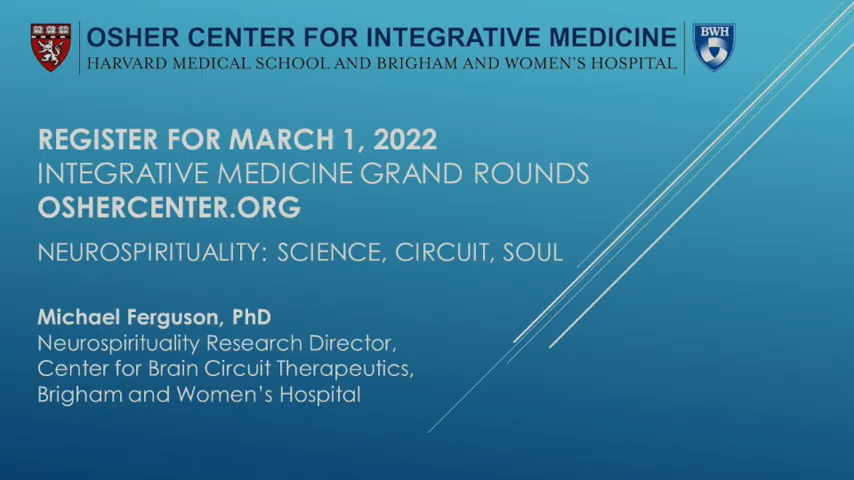 OSHER CENTER FOR INTEGRATIVE MEDICINE
HARVARD MEDICAL SCHOOL AND BRIGHAM AND WOMEN'S HOSPITAL
BWH
REGISTER FOR MARCH 1, 2022
INTEGRATIVE MEDICINE GRAND ROUNDS
OSHERCENTER.ORG
NEUROSPIRITUALITY: SCIENCE, CIRCUIT, SOUL
Michael Ferguson, PhD
Neurospirituality Research Director,
Center for Brain Circuit Therapeutics,
Brigham and Women's Hospital